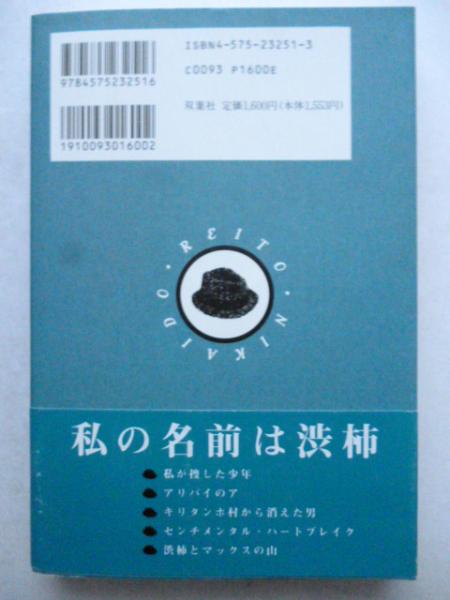 ISBN4-575-23251-3
C0093 P1600E
9784575232516
双葉社 定価1,600円(本体1,553円)
1910093016002
・REITO・NIKAIDO
私の名前は渋柿
私が捜した少年
アリバイのア
キリタンポ村から消えた男
センチメンタル・ハートブレイク
渋柿とマックスの山